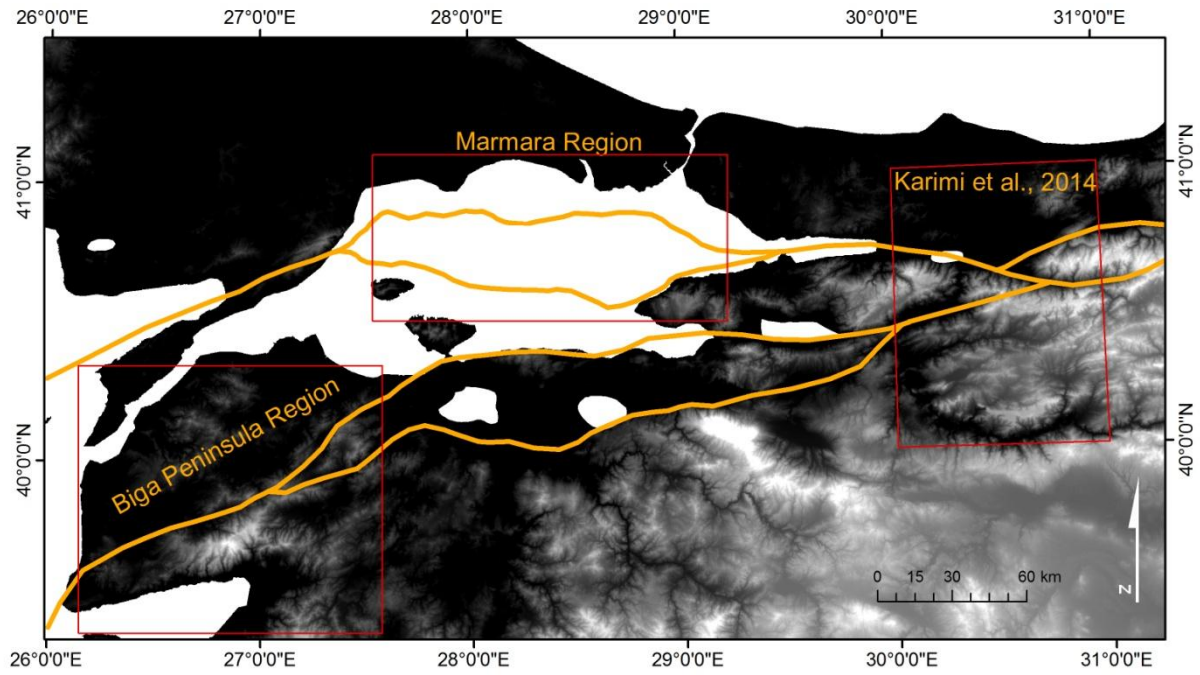 26°0'0"E 27°0'0"E 28°0'0"E 29°0'0"E 30°0'0"E 31°0'0"E
Marmara Region
41°0'0"N
41°0'0"N
Karimi et al., 2014
Biga Peninsula Region
40°0'0"N
40°0'0"N
0 15 30 60 km
N
26°0'0"E 27°0'0"E 28°0'0"E 29°0'0"E 30°0'0"E 31°0'0"E